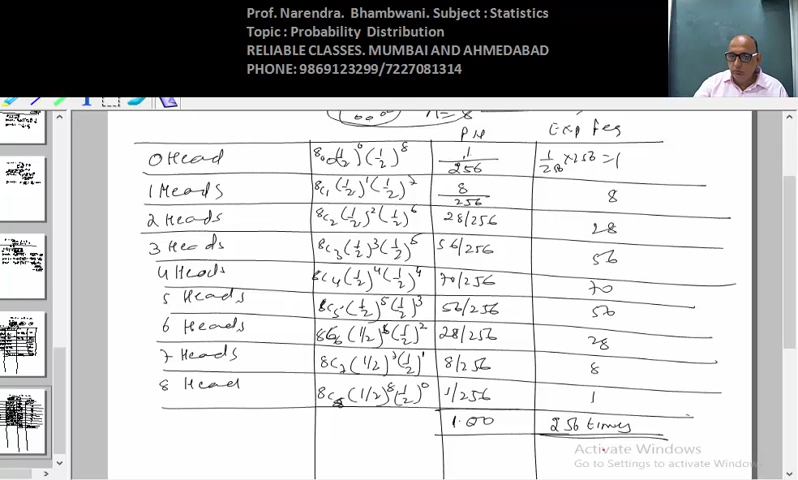 Prof. Narendra. Bhambwani. Subject : Statistics
Topic : Probability Distribution
RELIABLE CLASSES. MUMBAI AND AHMEDABAD
PHONE: 9869123299/7227081314
n = 8
P(H) Exp Feq
0 Head 8c0 (1/2)^0 (1/2)^8 1/256 1/256 × 256 = 1
1 Heads 8c1 (1/2)^1 (1/2)^7 8/256 8
2 Heads 8c2 (1/2)^2 (1/2)^6 28/256 28
3 Heads 8c3 (1/2)^3 (1/2)^5 56/256 56
4 Heads 8c4 (1/2)^4 (1/2)^4 70/256 70
5 Heads 8c5 (1/2)^5 (1/2)^3 56/256 56
6 Heads 8c6 (1/2)^6 (1/2)^2 28/256 28
7 Heads 8c7 (1/2)^7 (1/2)^1 8/256 8
8 Head 8c8 (1/2)^8 (1/2)^0 1/256 1
1.00 256 times
Activate Windows
Go to Settings to activate Windows